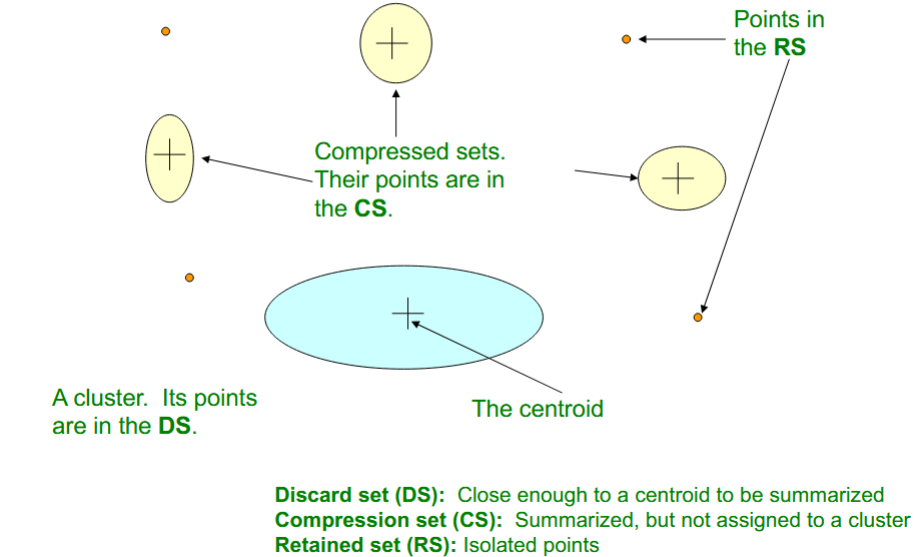 Points in
the RS
Compressed sets.
Their points are in
the CS.
A cluster. Its points
are in the DS.
The centroid
Discard set (DS): Close enough to a centroid to be summarized
Compression set (CS): Summarized, but not assigned to a cluster
Retained set (RS): Isolated points